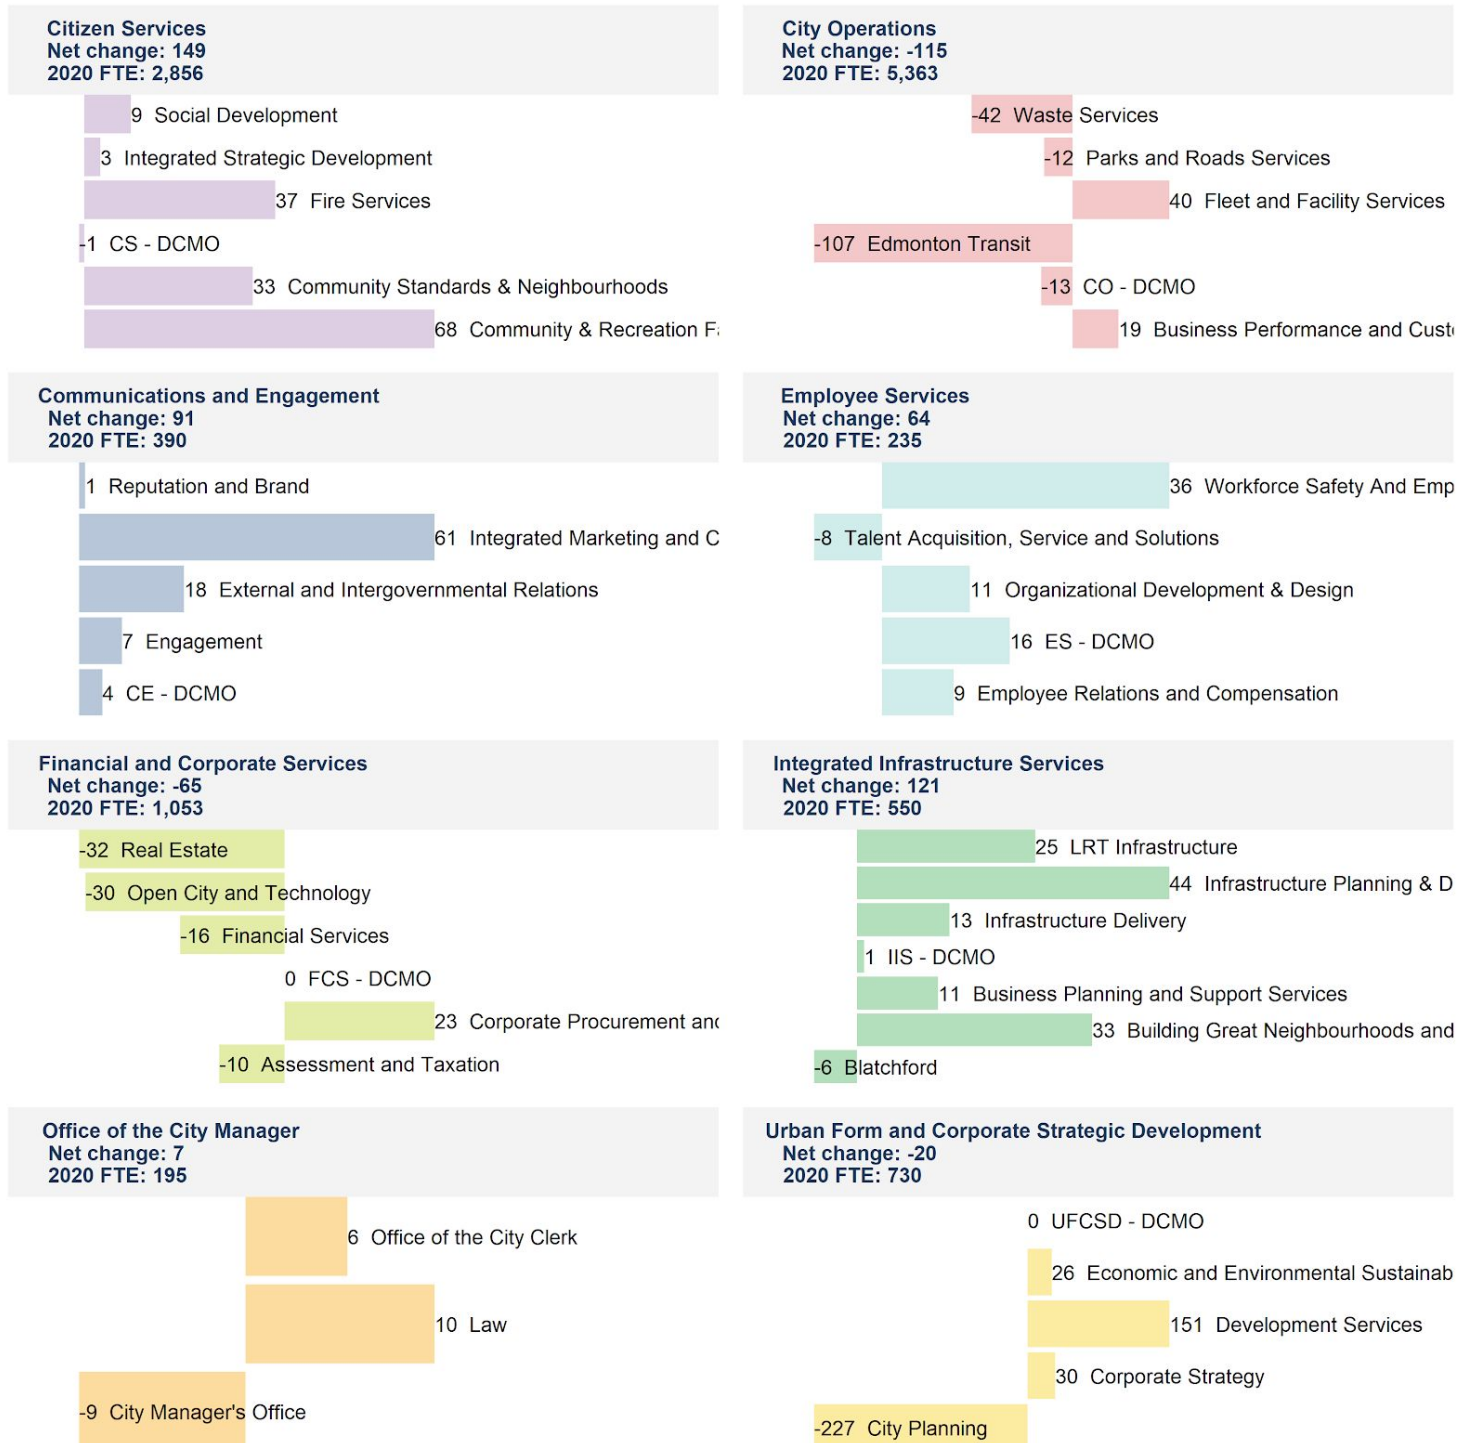 Citizen Services
Net change: 149
2020 FTE: 2,856
9 Social Development
3 Integrated Strategic Development
37 Fire Services
-1 CS - DCMO
33 Community Standards & Neighbourhoods
68 Community & Recreation Fa
City Operations
Net change: -115
2020 FTE: 5,363
-42 Waste Services
-12 Parks and Roads Services
40 Fleet and Facility Services
-107 Edmonton Transit
-13 CO - DCMO
19 Business Performance and Custo
Communications and Engagement
Net change: 91
2020 FTE: 390
1 Reputation and Brand
61 Integrated Marketing and C
18 External and Intergovernmental Relations
7 Engagement
4 CE - DCMO
Employee Services
Net change: 64
2020 FTE: 235
36 Workforce Safety And Emp
-8 Talent Acquisition, Service and Solutions
11 Organizational Development & Design
16 ES - DCMO
9 Employee Relations and Compensation
Financial and Corporate Services
Net change: -65
2020 FTE: 1,053
-32 Real Estate
-30 Open City and Technology
-16 Financial Services
0 FCS - DCMO
23 Corporate Procurement and
-10 Assessment and Taxation
Integrated Infrastructure Services
Net change: 121
2020 FTE: 550
25 LRT Infrastructure
44 Infrastructure Planning & D
13 Infrastructure Delivery
1 IIS - DCMO
11 Business Planning and Support Services
33 Building Great Neighbourhoods and
-6 Blatchford
Office of the City Manager
Net change: 7
2020 FTE: 195
6 Office of the City Clerk
10 Law
-9 City Manager's Office
Urban Form and Corporate Strategic Development
Net change: -20
2020 FTE: 730
0 UFCSD - DCMO
26 Economic and Environmental Sustainab
151 Development Services
30 Corporate Strategy
-227 City Planning